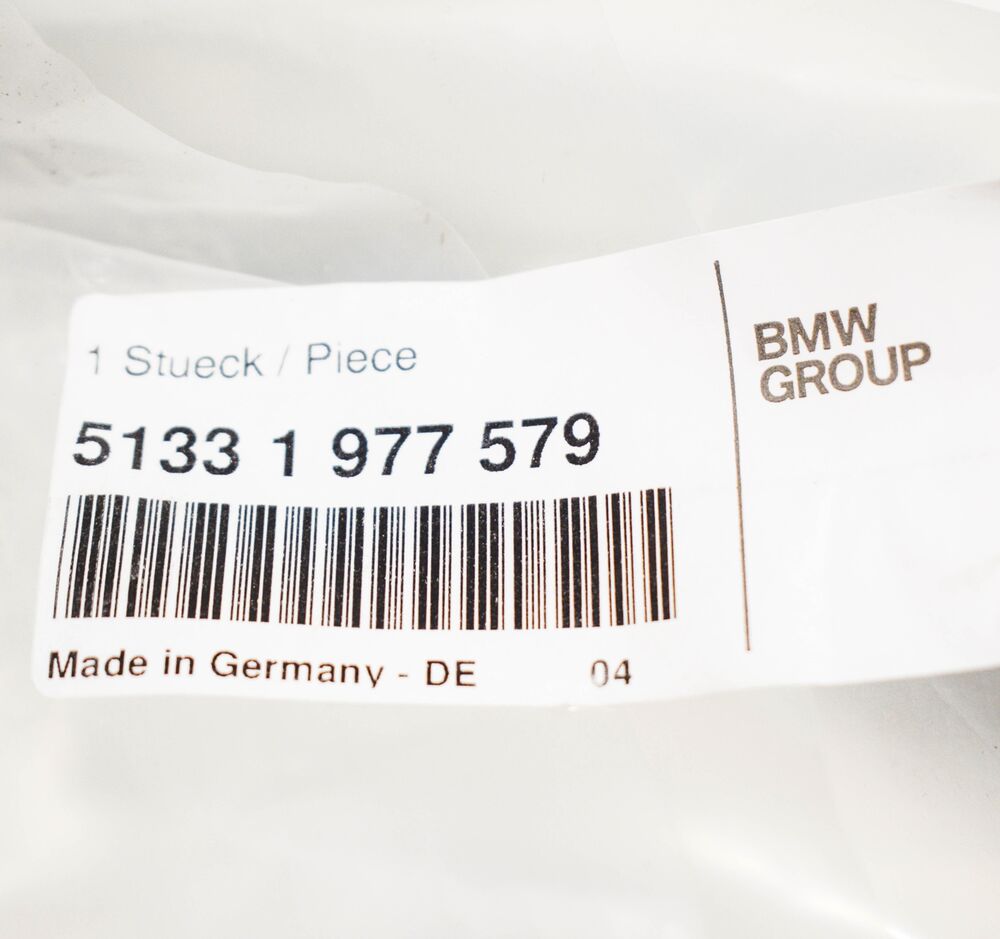 1 Stueck / Piece
5133 1 977 579
Made in Germany - DE 04
BMW
GROUP